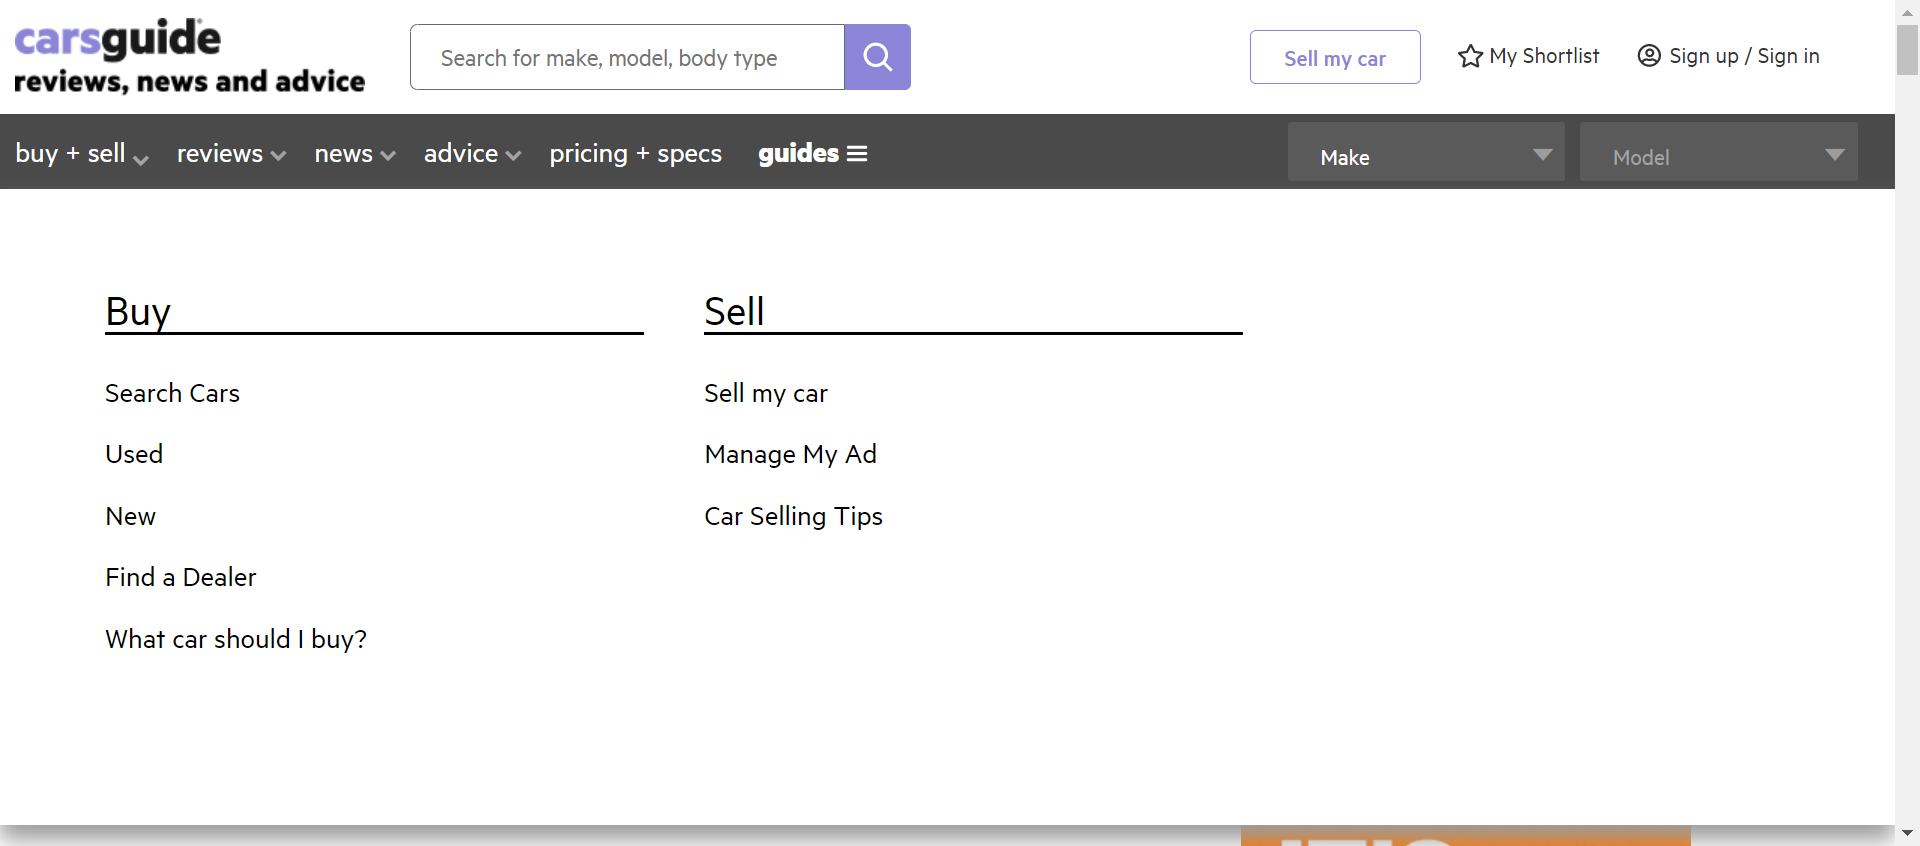 carsguide
reviews, news and advice
Search for make, model, body type
Sell my car
My Shortlist
Sign up / Sign in
buy + sell
reviews
news
advice
pricing + specs
guides
Make
Model
Buy
Search Cars
Used
New
Find a Dealer
What car should I buy?
Sell
Sell my car
Manage My Ad
Car Selling Tips